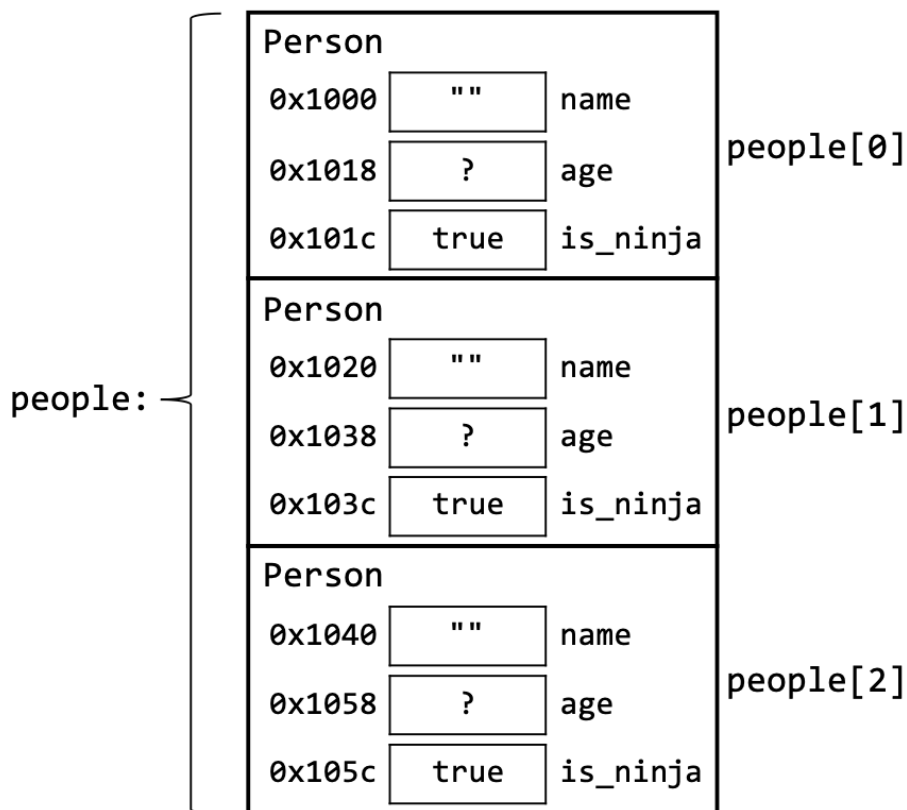 Person
0x1000 "" name
people[0]
0x1018 ? age
0x101c true is_ninja
Person
0x1020 "" name
people:
people[1]
0x1038 ? age
0x103c true is_ninja
Person
0x1040 "" name
people[2]
0x1058 ? age
0x105c true is_ninja